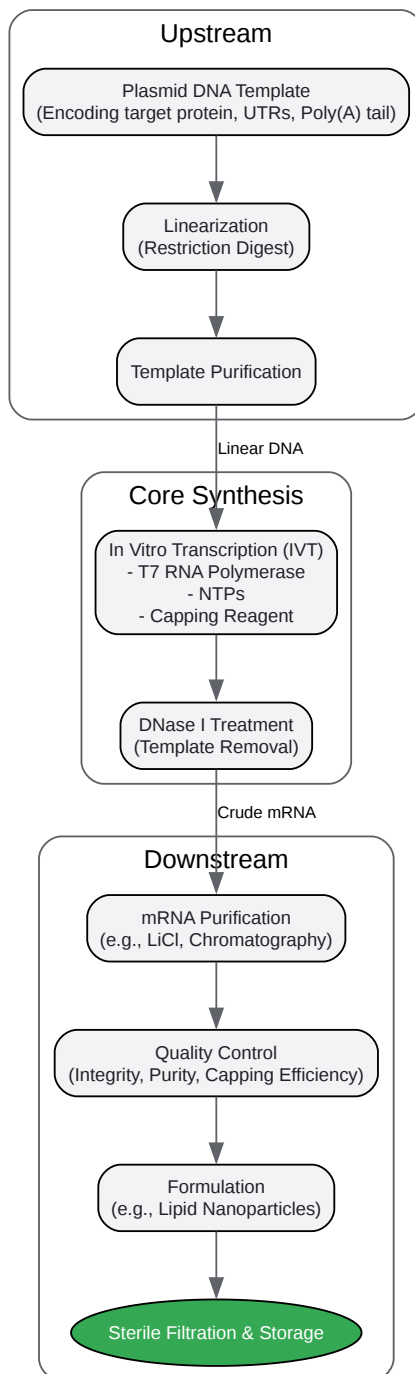 Upstream
Plasmid DNA Template
(Encoding target protein, UTRs, Poly(A) tail)
Linearization
(Restriction Digest)
Template Purification
Linear DNA
Core Synthesis
In Vitro Transcription (IVT)
- T7 RNA Polymerase
- NTPs
- Capping Reagent
DNase I Treatment
(Template Removal)
Crude mRNA
Downstream
mRNA Purification
(e.g., LiCl, Chromatography)
Quality Control
(Integrity, Purity, Capping Efficiency)
Formulation
(e.g., Lipid Nanoparticles)
Sterile Filtration & Storage